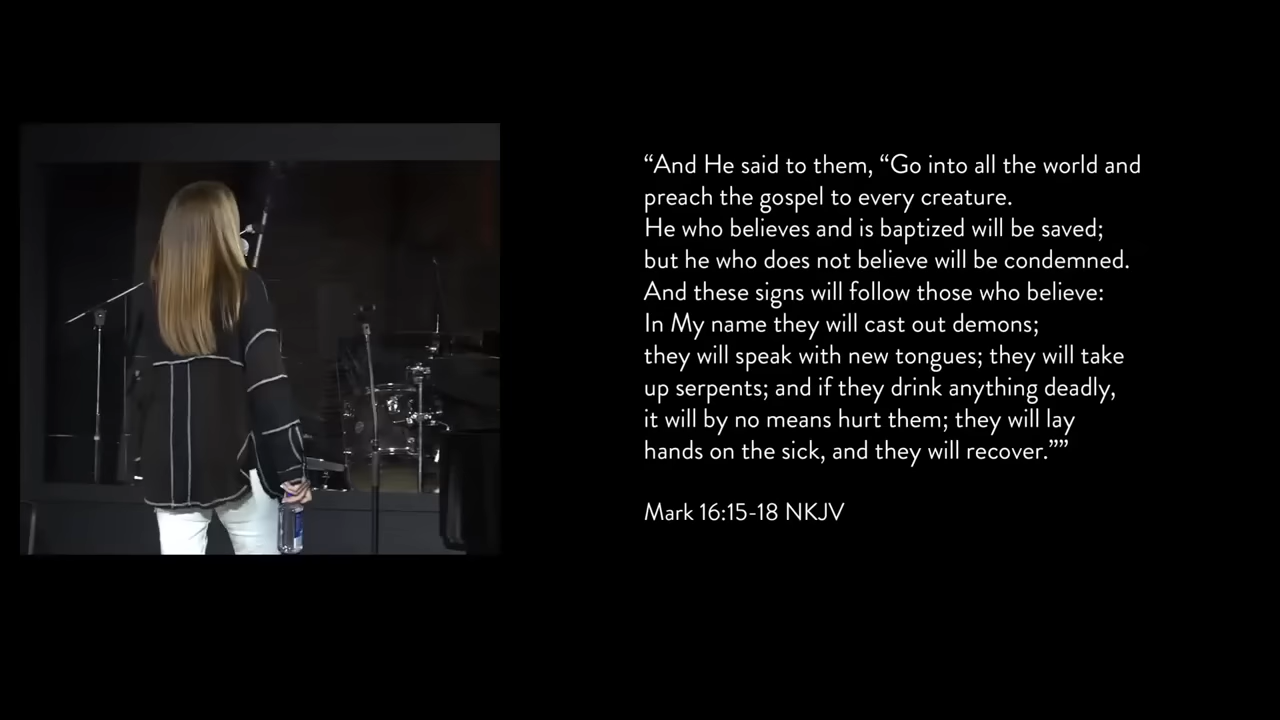 “And He said to them, “Go into all the world and
preach the gospel to every creature.
He who believes and is baptized will be saved;
but he who does not believe will be condemned.
And these signs will follow those who believe:
In My name they will cast out demons;
they will speak with new tongues; they will take
up serpents; and if they drink anything deadly,
it will by no means hurt them; they will lay
hands on the sick, and they will recover.””
Mark 16:15-18 NKJV